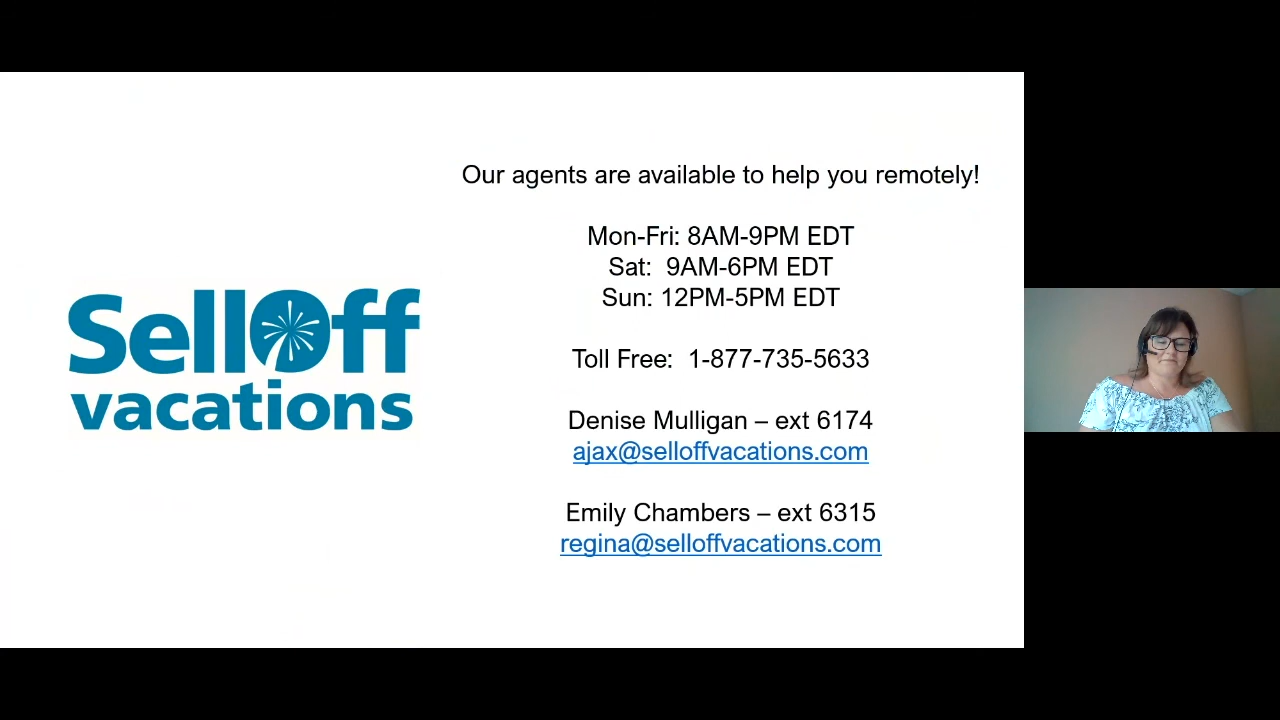 SellOff
vacations
Our agents are available to help you remotely!
Mon-Fri: 8AM-9PM EDT
Sat:  9AM-6PM EDT
Sun: 12PM-5PM EDT
Toll Free:  1-877-735-5633
Denise Mulligan – ext 6174
ajax@selloffvacations.com
Emily Chambers – ext 6315
regina@selloffvacations.com